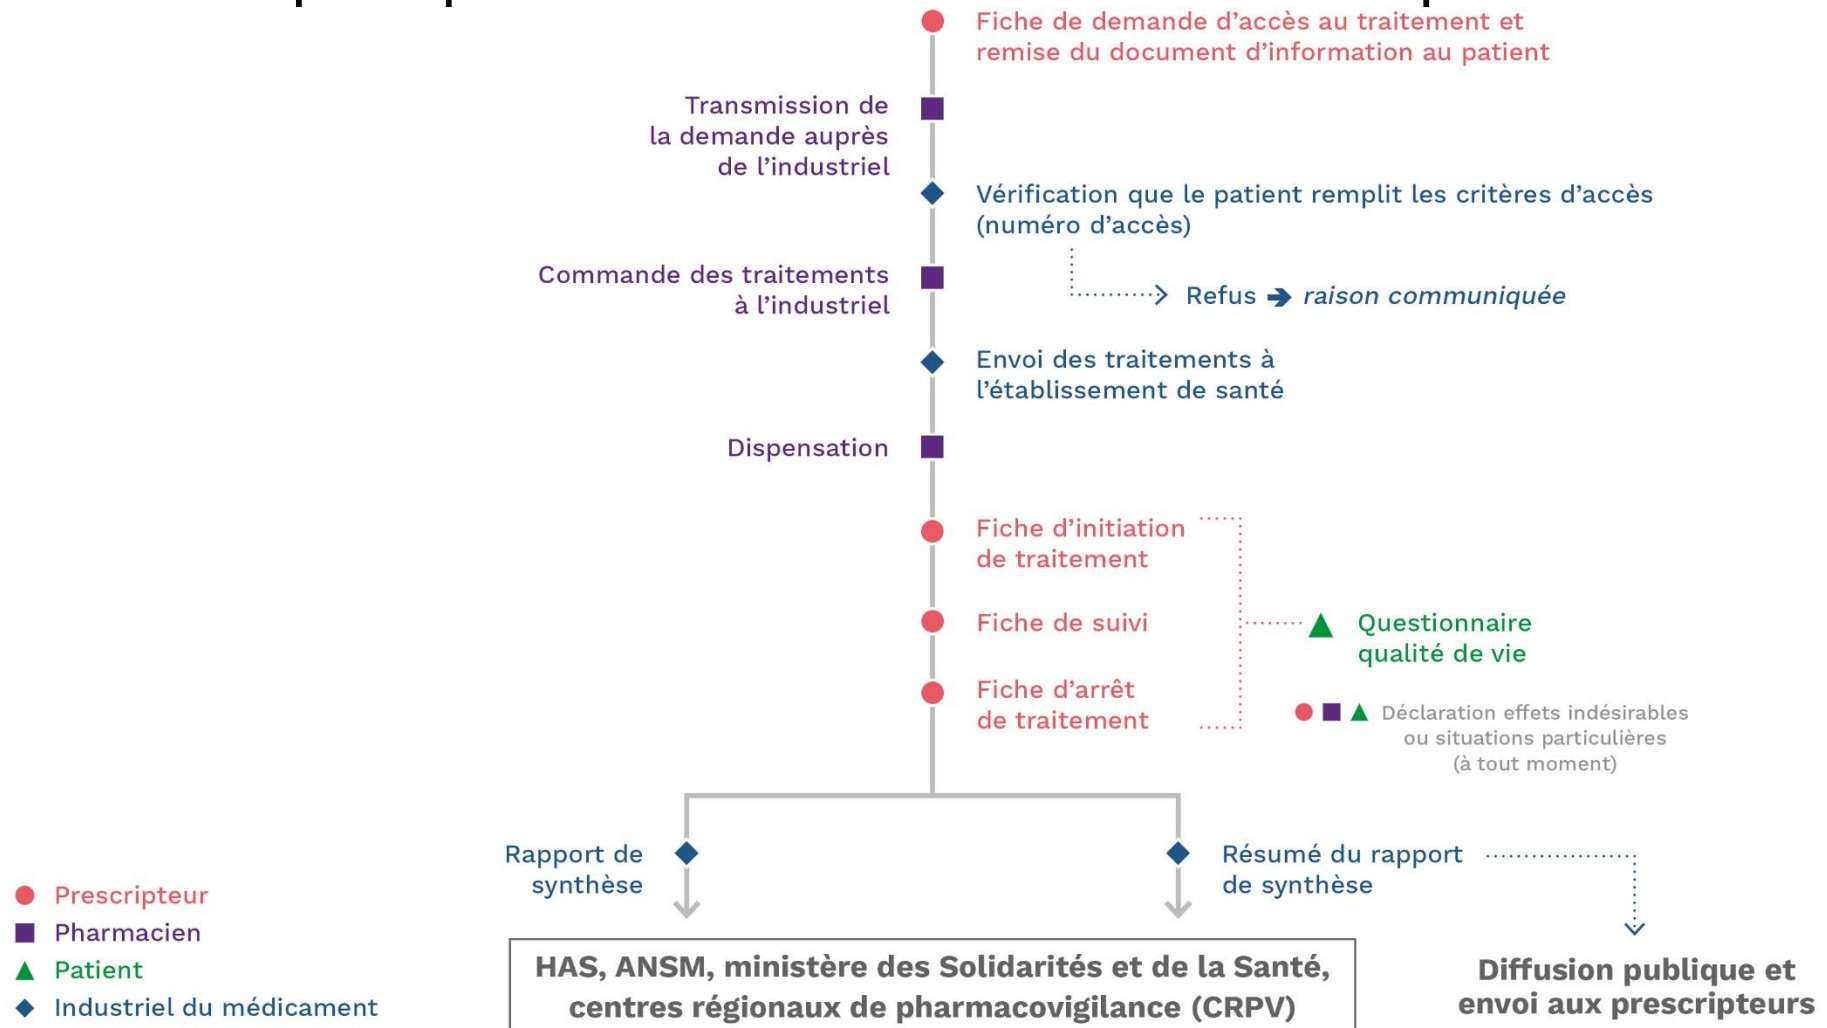 Fiche de demande d’accès au traitement et
remise du document d’information au patient
Transmission de
la demande auprès
de l’industriel
Vérification que le patient remplit les critères d’accès
(numéro d’accès)
Commande des traitements
à l’industriel
Refus ➔ raison communiquée
Envoi des traitements à
l’établissement de santé
Dispensation
Fiche d’initiation
de traitement
Fiche de suivi
Questionnaire
qualité de vie
Fiche d’arrêt
de traitement
Déclaration effets indésirables
ou situations particulières
(à tout moment)
Rapport de
synthèse
Résumé du rapport
de synthèse
Prescripteur
Pharmacien
Patient
Industriel du médicament
HAS, ANSM, ministère des Solidarités et de la Santé,
centres régionaux de pharmacovigilance (CRPV)
Diffusion publique et
envoi aux prescripteurs